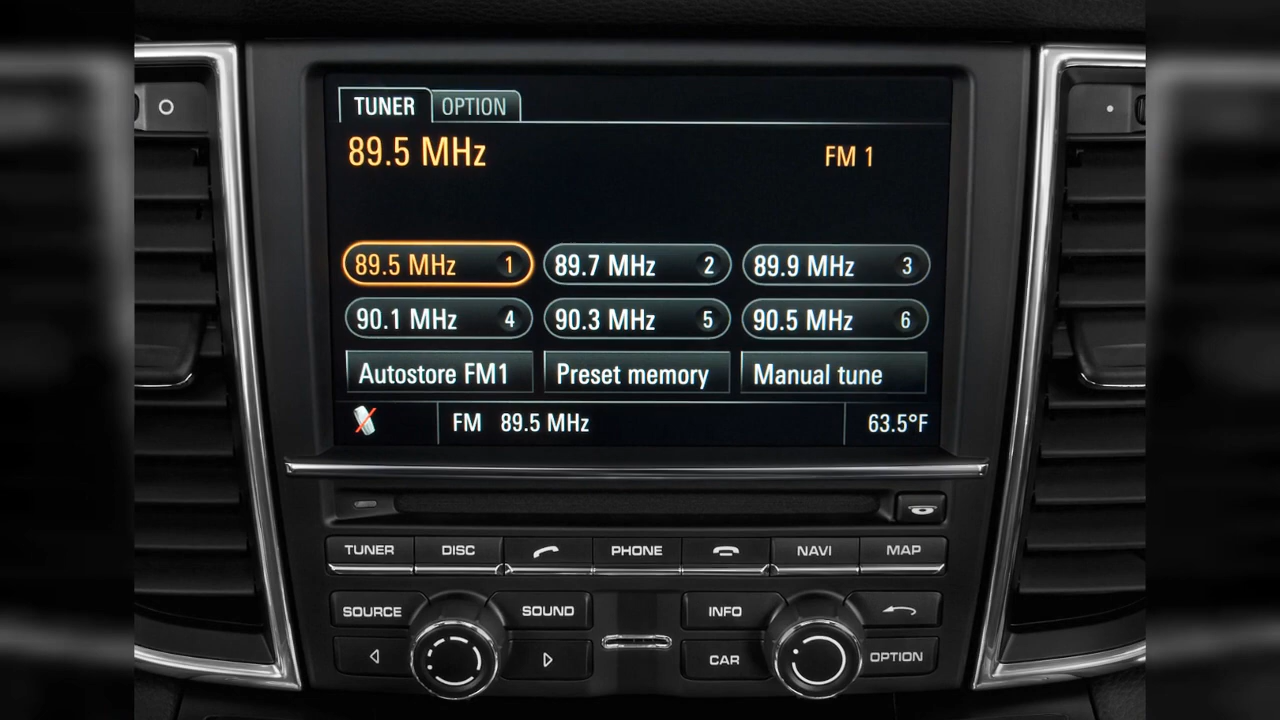 TUNER OPTION
89.5 MHz FM 1
89.5 MHz 1 89.7 MHz 2 89.9 MHz 3
90.1 MHz 4 90.3 MHz 5 90.5 MHz 6
Autostore FM1 Preset memory Manual tune
FM 89.5 MHz 63.5°F
TUNER DISC PHONE NAVI MAP
SOURCE SOUND INFO
CAR OPTION